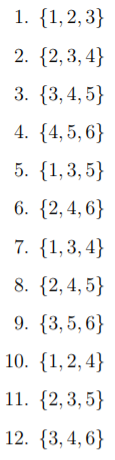 1. {1, 2, 3}
2. {2, 3, 4}
3. {3, 4, 5}
4. {4, 5, 6}
5. {1, 3, 5}
6. {2, 4, 6}
7. {1, 3, 4}
8. {2, 4, 5}
9. {3, 5, 6}
10. {1, 2, 4}
11. {2, 3, 5}
12. {3, 4, 6}